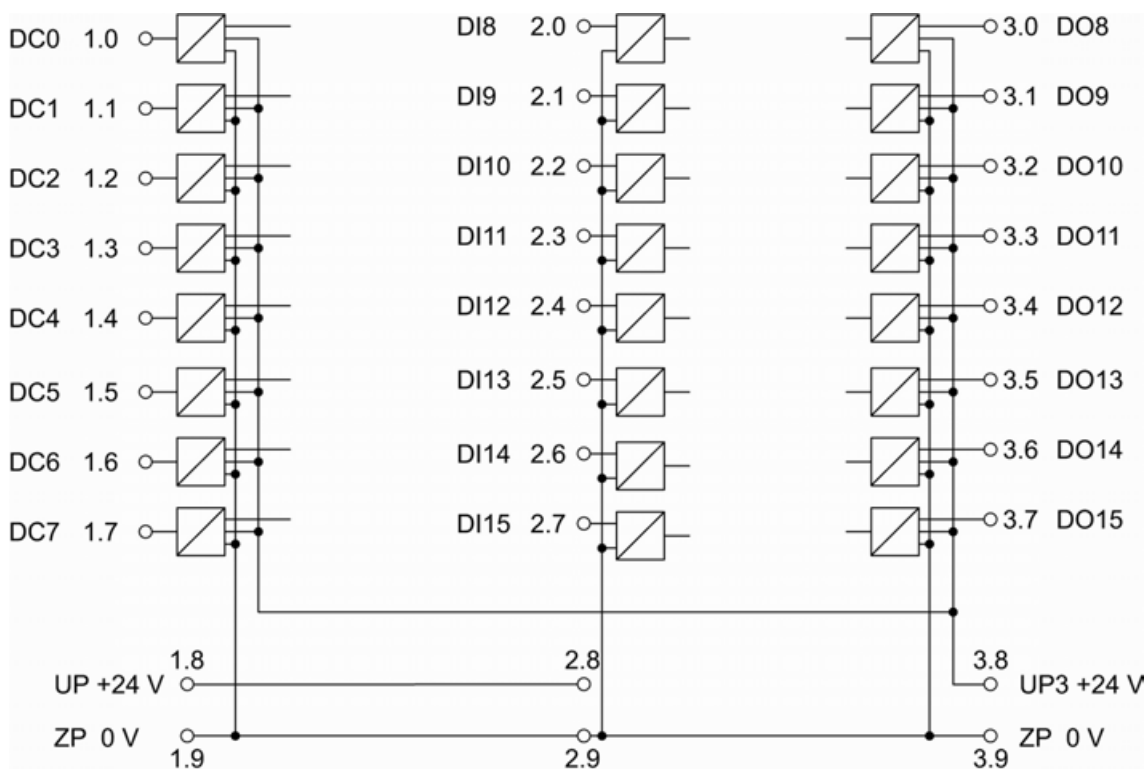 DC0 1.0 DI8 2.0 3.0 DO8
DC1 1.1 DI9 2.1 3.1 DO9
DC2 1.2 DI10 2.2 3.2 DO10
DC3 1.3 DI11 2.3 3.3 DO11
DC4 1.4 DI12 2.4 3.4 DO12
DC5 1.5 DI13 2.5 3.5 DO13
DC6 1.6 DI14 2.6 3.6 DO14
DC7 1.7 DI15 2.7 3.7 DO15
1.8 2.8 3.8
UP +24 V UP3 +24 V
ZP 0 V ZP 0 V
1.9 2.9 3.9